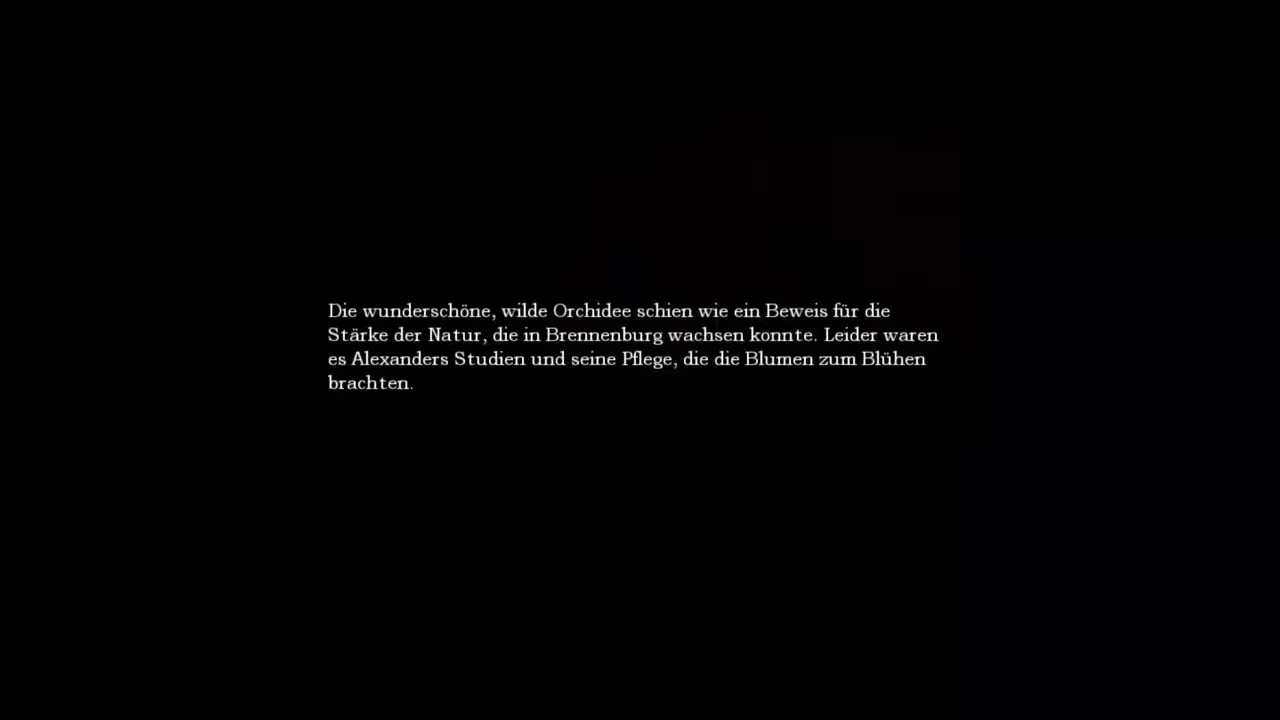 Die wunderschöne, wilde Orchidee schien wie ein Beweis für die
Stärke der Natur, die in Brennenburg wachsen konnte. Leider waren
es Alexanders Studien und seine Pflege, die die Blumen zum Blühen
brachten.